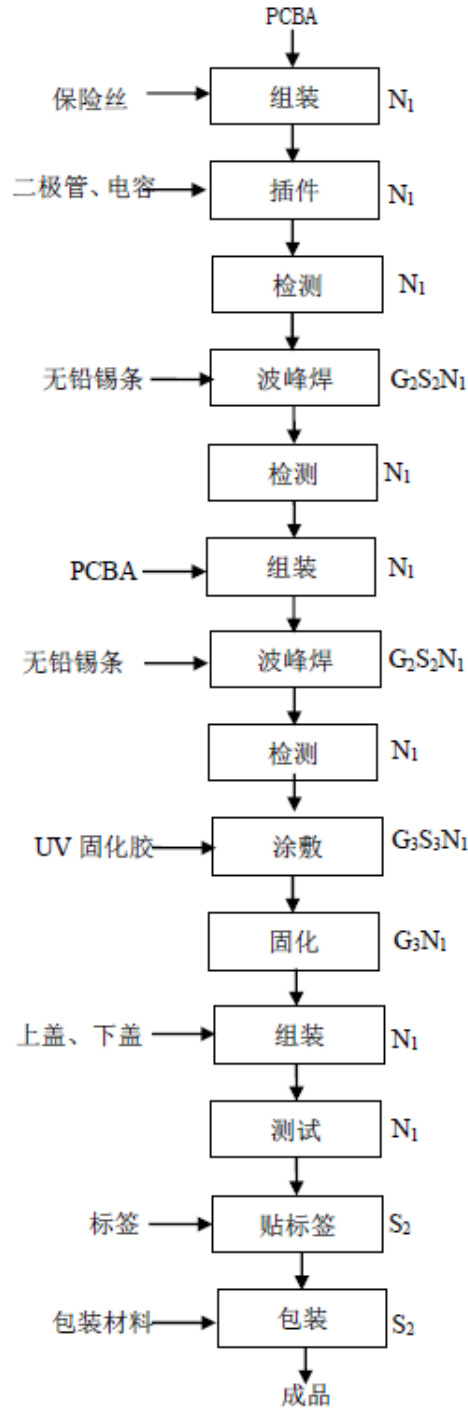 PCBA
保险丝 组装 N₁
二极管、电容 插件 N₁
检测 N₁
无铅锡条 波峰焊 G₂S₂N₁
检测 N₁
PCBA 组装 N₁
无铅锡条 波峰焊 G₂S₂N₁
检测 N₁
UV 固化胶 涂敷 G₃S₃N₁
固化 G₃N₁
上盖、下盖 组装 N₁
测试 N₁
标签 贴标签 S₂
包装材料 包装 S₂
成品